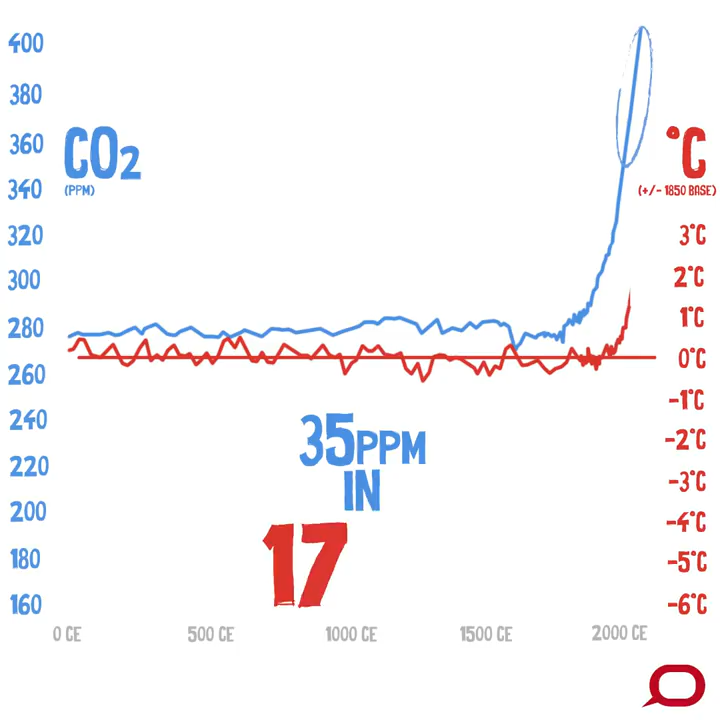 400
380
360
340
320
300
280
260
240
220
200
180
160
CO2
(PPM)
°C
(+/- 1850 BASE)
3°C
2°C
1°C
0°C
-1°C
-2°C
-3°C
-4°C
-5°C
-6°C
35PPM
IN
17
0 CE
500 CE
1000 CE
1500 CE
2000 CE